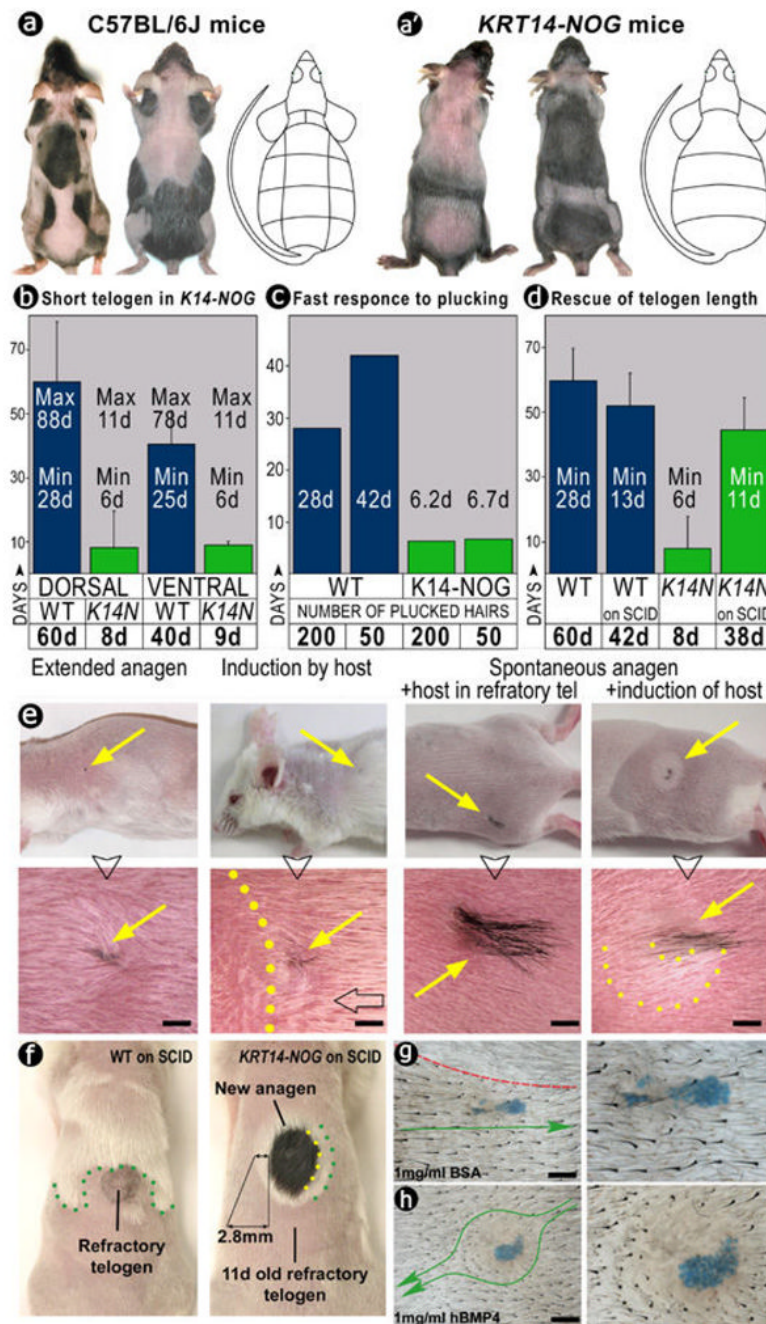 a C57BL/6J mice
a' KRT14-NOG mice
b Short telogen in K14-NOG
70
50
30
10
DAYS
Max 88d
Min 28d
Max 11d
Min 6d
Max 78d
Min 25d
Max 11d
Min 6d
DORSAL VENTRAL
WT K14N WT K14N
60d 8d 40d 9d
c Fast responce to plucking
40
30
20
10
DAYS
28d 42d 6.2d 6.7d
WT K14-NOG
NUMBER OF PLUCKED HAIRS
200 50 200 50
d Rescue of telogen length
70
50
30
10
DAYS
Min 28d
Min 13d
Min 6d
Min 11d
WT WT on SCID K14N K14N on SCID
60d 42d 8d 38d
Extended anagen Induction by host Spontaneous anagen
+host in refratory tel +induction of host
e
f WT on SCID
Refractory
telogen
KRT14-NOG on SCID
New anagen
2.8mm
11d old refractory
telogen
g
1mg/ml BSA
h
1mg/ml hBMP4